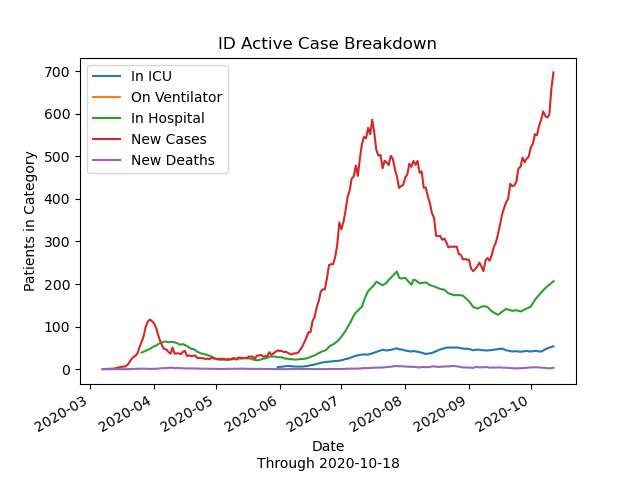 ID Active Case Breakdown
In ICU
On Ventilator
In Hospital
New Cases
New Deaths
Patients in Category
700
600
500
400
300
200
100
0
2020-03
2020-04
2020-05
2020-06
2020-07
2020-08
2020-09
2020-10
Date
Through 2020-10-18